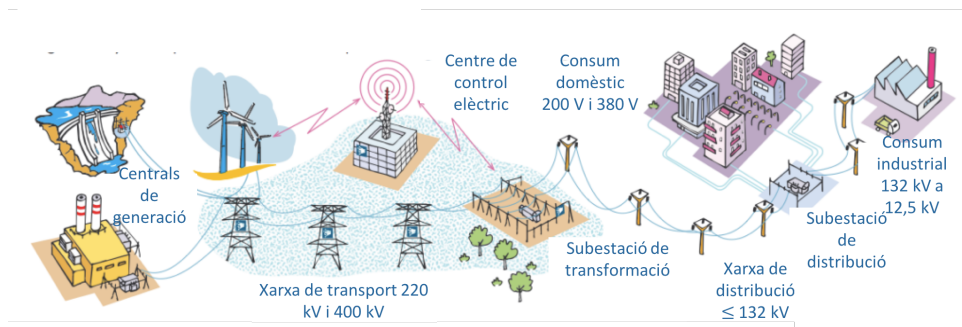 Centre de
control
elèctric
Consum
domèstic
200 V i 380 V
Centrals
de
generació
Consum
industrial
132 kV a
12,5 kV
Subestació
de
distribució
Subestació de
transformació
Xarxa de
distribució
≤ 132 kV
Xarxa de transport 220
kV i 400 kV